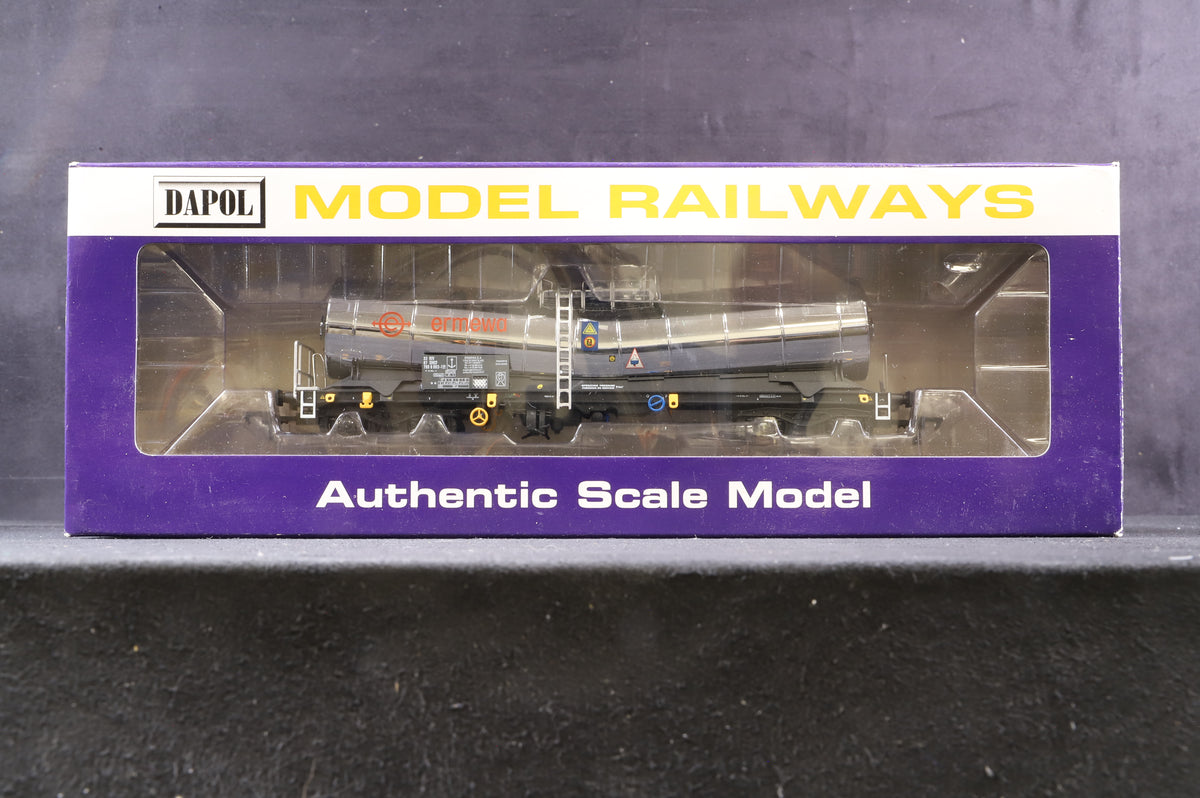 DAPOL
MODEL RAILWAYS
ermewa
Authentic Scale Model